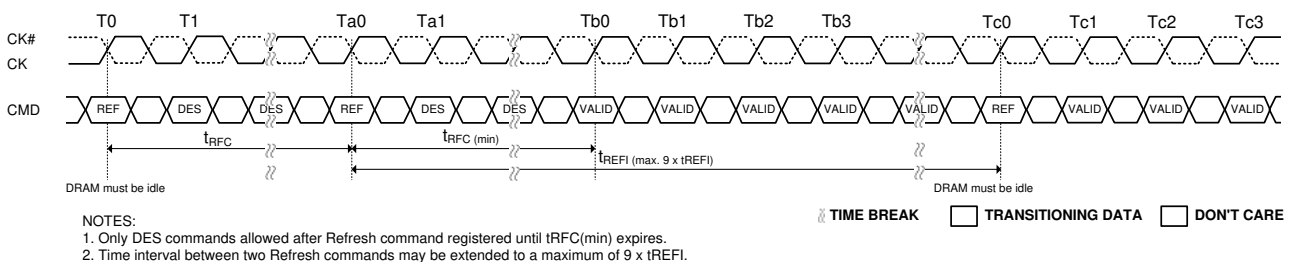 T0 T1 Ta0 Ta1 Tb0 Tb1 Tb2 Tb3 Tc0 Tc1 Tc2 Tc3
CK#
CK
CMD REF DES DES REF DES DES VALID VALID VALID VALID VALID REF VALID VALID VALID
tRFC tRFC (min)
tREFI (max. 9 x tREFI)
DRAM must be idle DRAM must be idle
TIME BREAK TRANSITIONING DATA DON'T CARE
NOTES:
1. Only DES commands allowed after Refresh command registered until tRFC(min) expires.
2. Time interval between two Refresh commands may be extended to a maximum of 9 x tREFI.